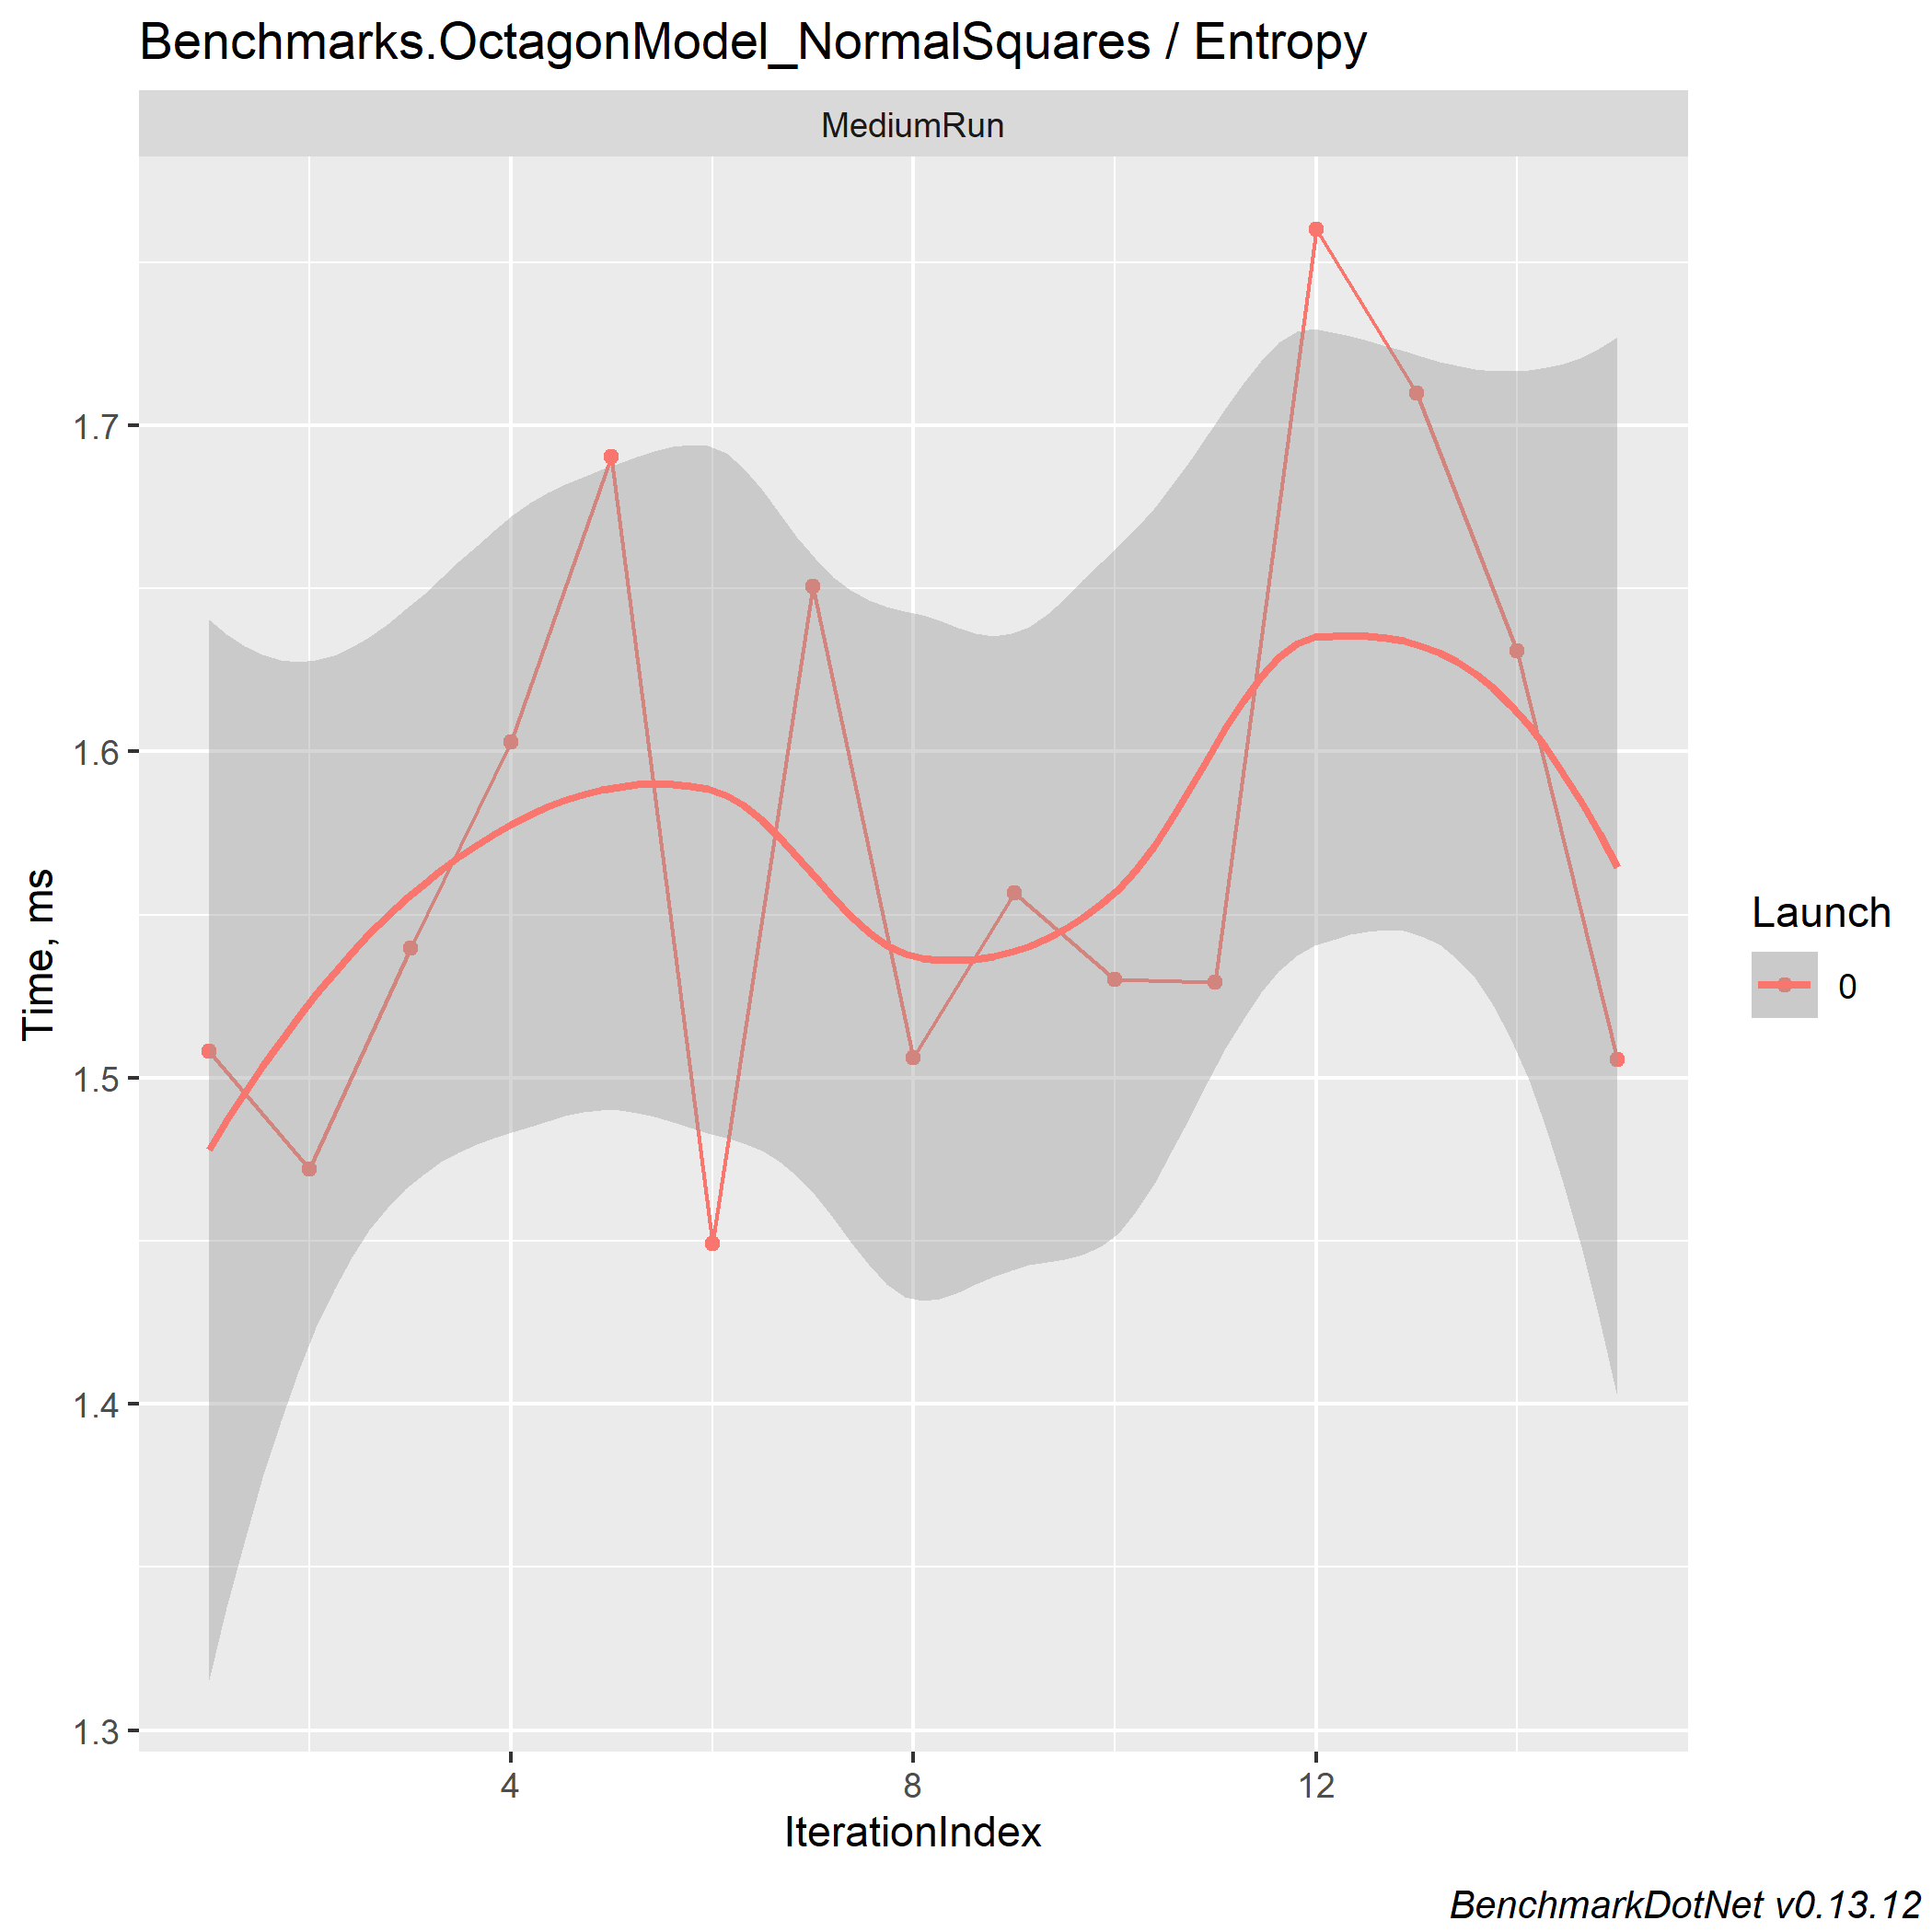 Benchmarks.OctagonModel_NormalSquares / Entropy
MediumRun
1.7
1.6
1.5
1.4
1.3
Time, ms
4 8 12
IterationIndex
Launch
0
BenchmarkDotNet v0.13.12